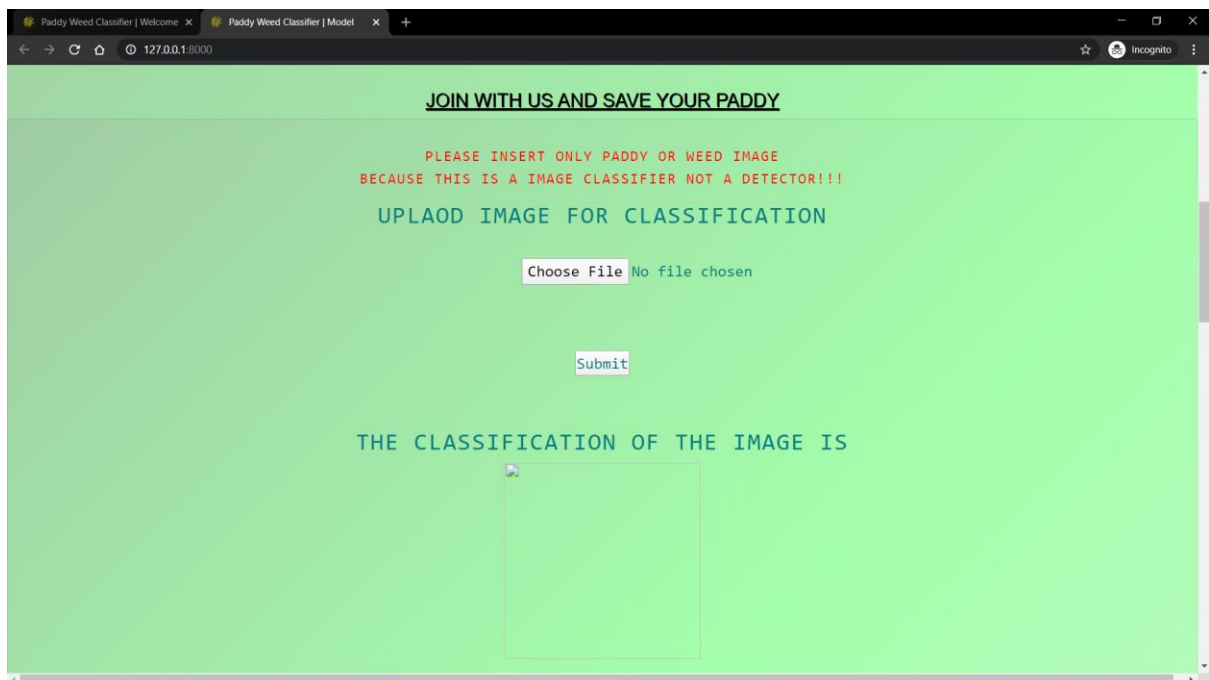 Paddy Weed Classifier | Welcome
Paddy Weed Classifier | Model
127.0.0.1:8000
Incognito
JOIN WITH US AND SAVE YOUR PADDY
PLEASE INSERT ONLY PADDY OR WEED IMAGE
BECAUSE THIS IS A IMAGE CLASSIFIER NOT A DETECTOR!!!
UPLAOD IMAGE FOR CLASSIFICATION
Choose File No file chosen
Submit
THE CLASSIFICATION OF THE IMAGE IS